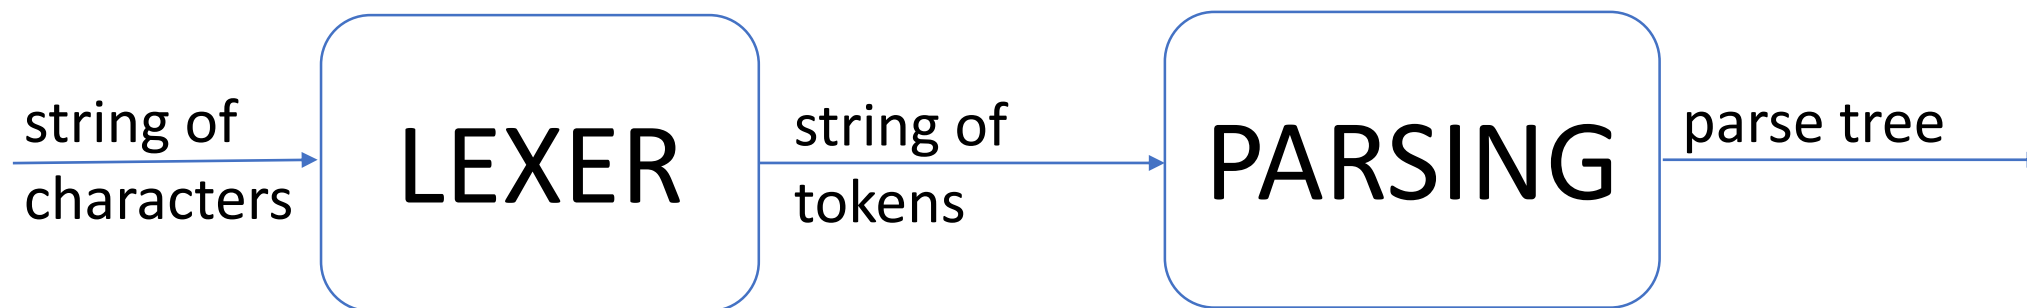 string of
characters
LEXER
string of
tokens
PARSING
parse tree